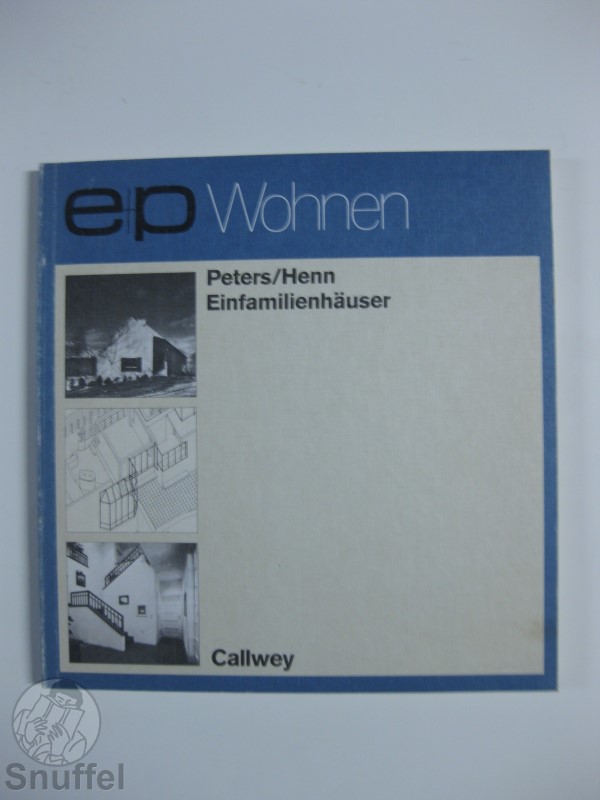 e+p Wohnen
Peters/Henn
Einfamilienhäuser
Callwey
Snuffel